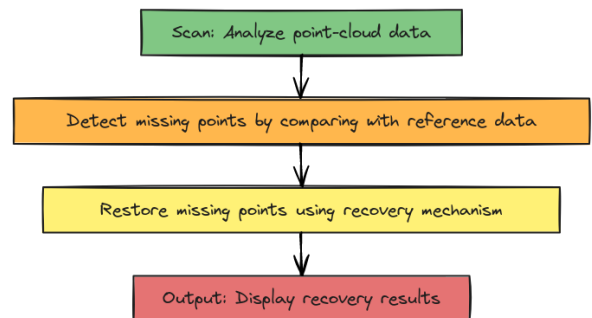 Scan: Analyze point-cloud data
Detect missing points by comparing with reference data
Restore missing points using recovery mechanism
Output: Display recovery results